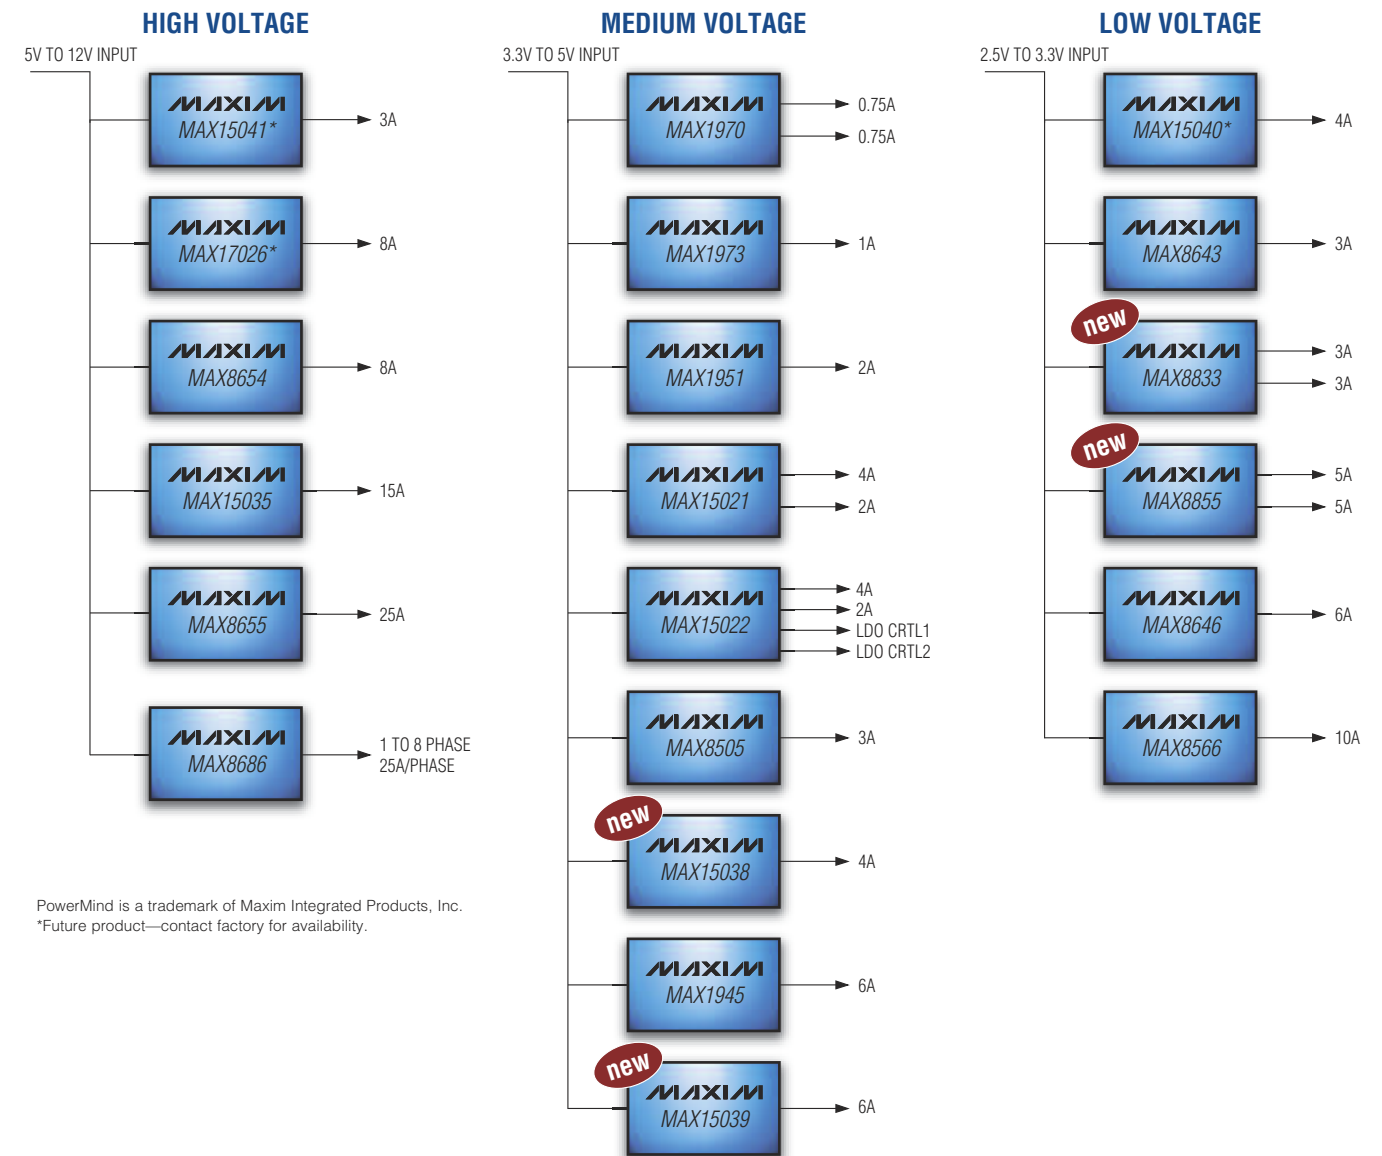 HIGH VOLTAGE
5V TO 12V INPUT
MAXIM
MAX15041*
3A
MAXIM
MAX17026*
8A
MAXIM
MAX8654
8A
MAXIM
MAX15035
15A
MAXIM
MAX8655
25A
MAXIM
MAX8686
1 TO 8 PHASE
25A/PHASE
PowerMind is a trademark of Maxim Integrated Products, Inc.
*Future product—contact factory for availability.
MEDIUM VOLTAGE
3.3V TO 5V INPUT
MAXIM
MAX1970
0.75A
0.75A
MAXIM
MAX1973
1A
MAXIM
MAX1951
2A
MAXIM
MAX15021
4A
2A
MAXIM
MAX15022
4A
2A
LDO CRTL1
LDO CRTL2
MAXIM
MAX8505
3A
new
MAXIM
MAX15038
4A
MAXIM
MAX1945
6A
new
MAXIM
MAX15039
6A
LOW VOLTAGE
2.5V TO 3.3V INPUT
MAXIM
MAX15040*
4A
MAXIM
MAX8643
3A
new
MAXIM
MAX8833
3A
3A
new
MAXIM
MAX8855
5A
5A
MAXIM
MAX8646
6A
MAXIM
MAX8566
10A